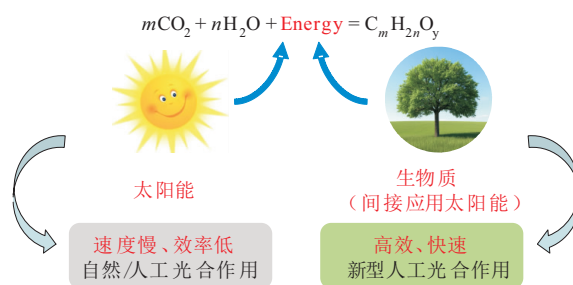 mCO₂ + nH₂O + Energy = CₘH₂ₙOᵧ
太阳能
生物质
（间接应用太阳能）
速度慢、效率低
自然/人工光合作用
高效、快速
新型人工光合作用